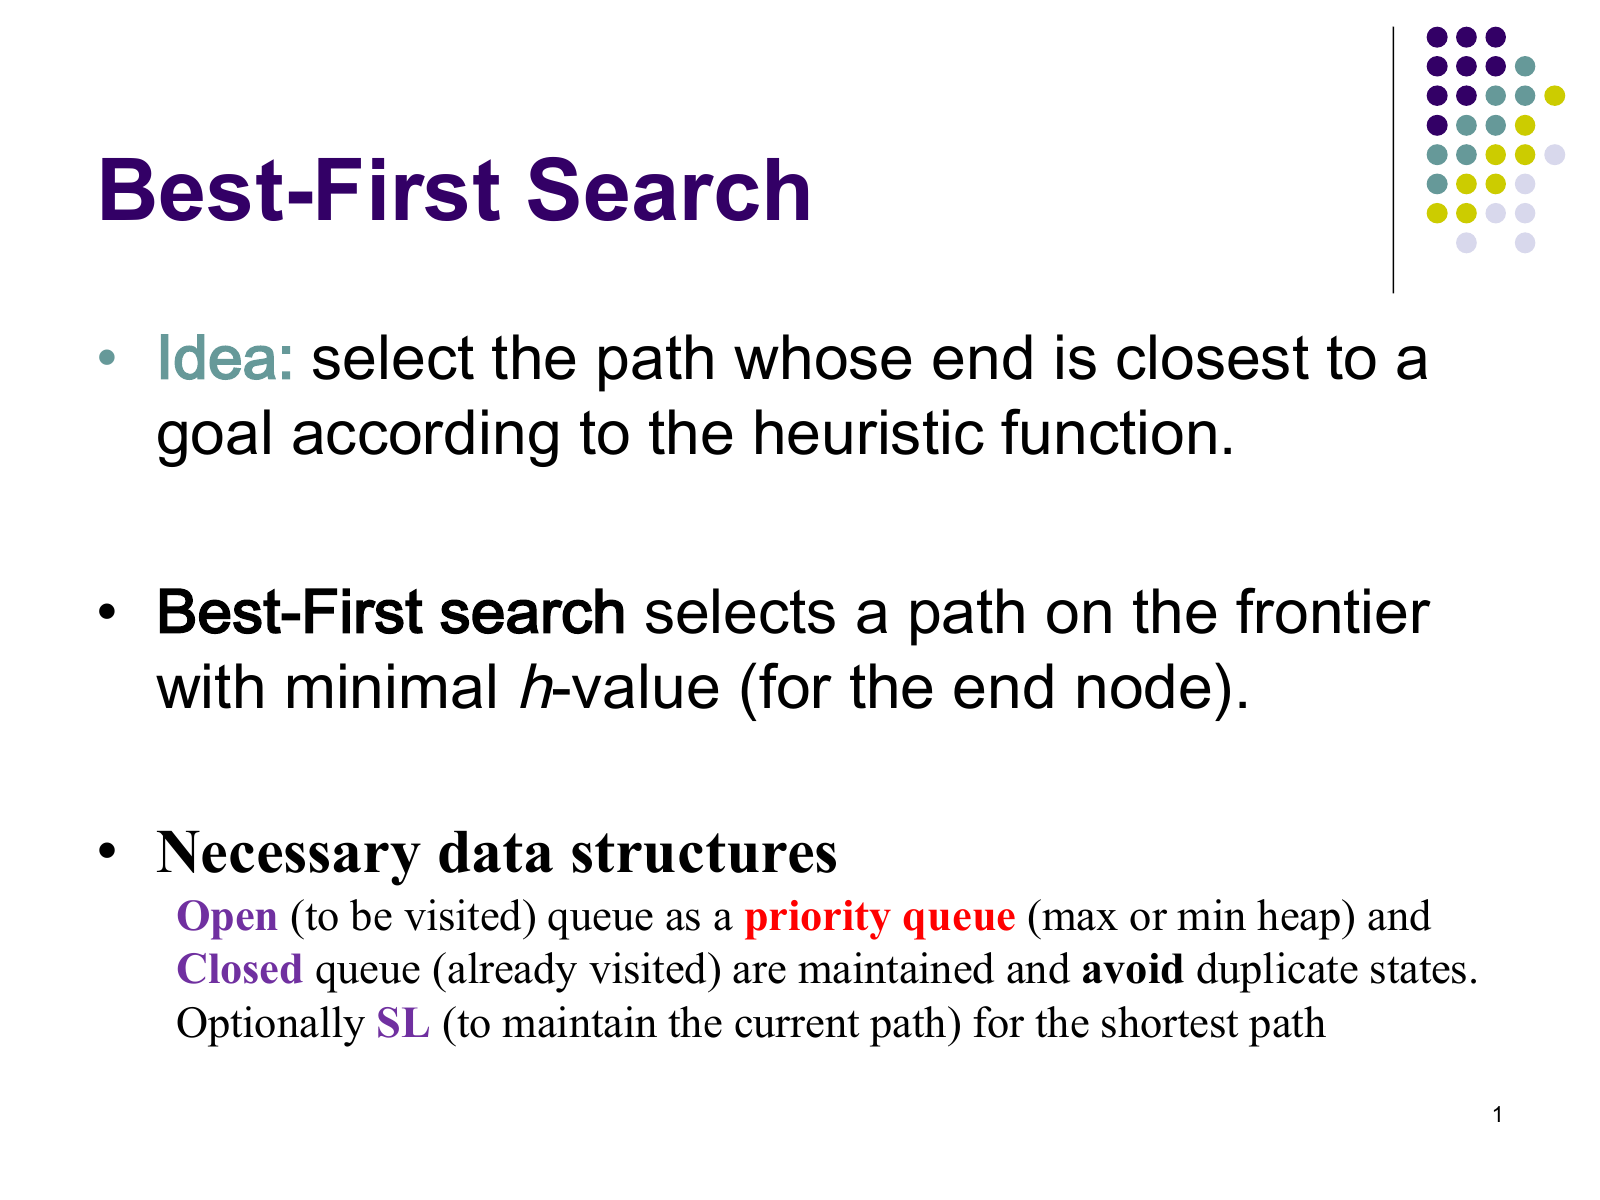 Best-First Search
• Idea: select the path whose end is closest to a
goal according to the heuristic function.
• Best-First search selects a path on the frontier
with minimal h-value (for the end node).
• Necessary data structures
Open (to be visited) queue as a priority queue (max or min heap) and
Closed queue (already visited) are maintained and avoid duplicate states.
Optionally SL (to maintain the current path) for the shortest path
1